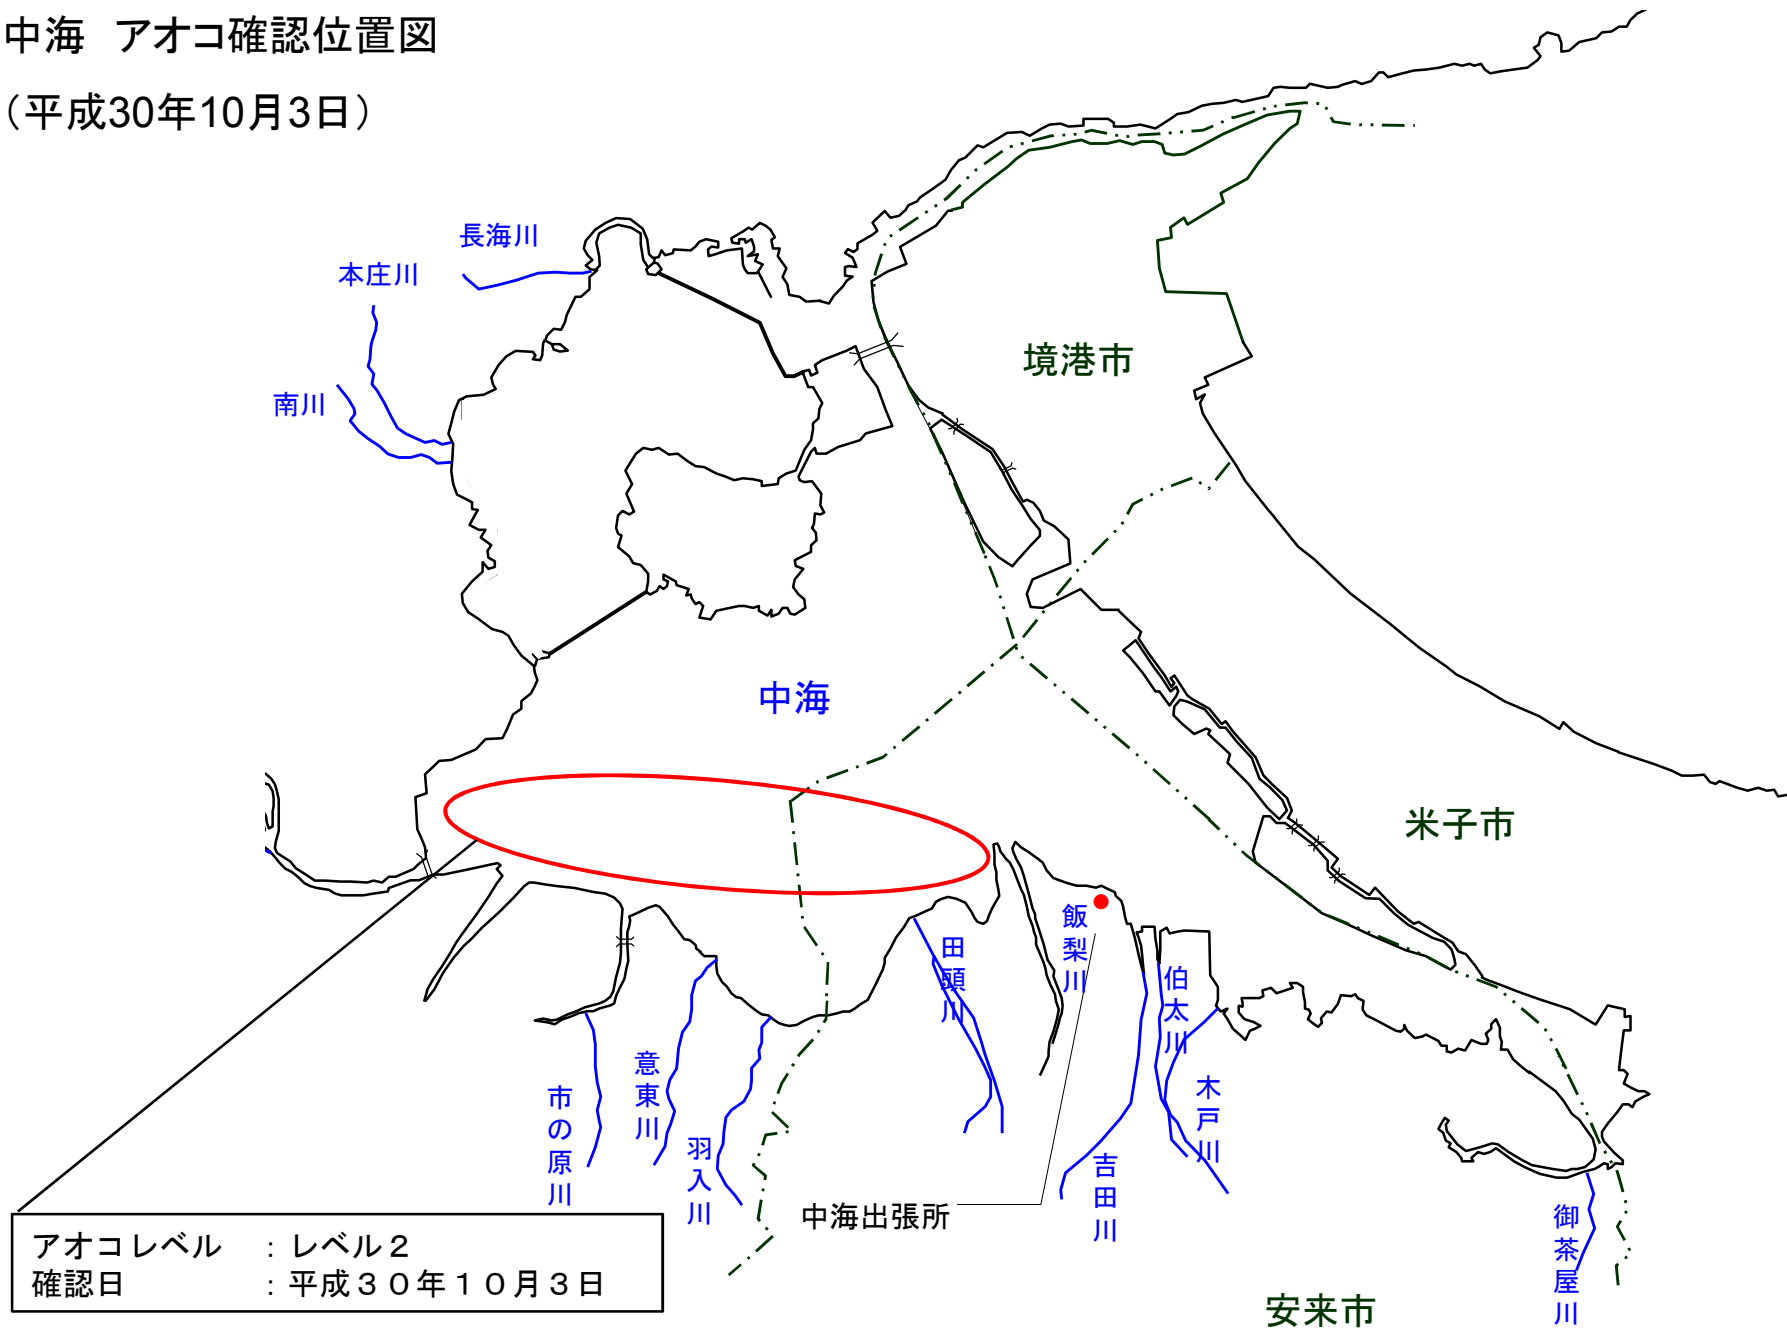 中海 アオコ確認位置図
（平成30年10月3日）
長海川
本庄川
南川
境港市
中海
米子市
飯梨川
田頭川
伯太川
意東川
市の原川
羽入川
木戸川
吉田川
中海出張所
御茶屋川
安来市
アオコレベル ：レベル２
確認日 ：平成３０年１０月３日